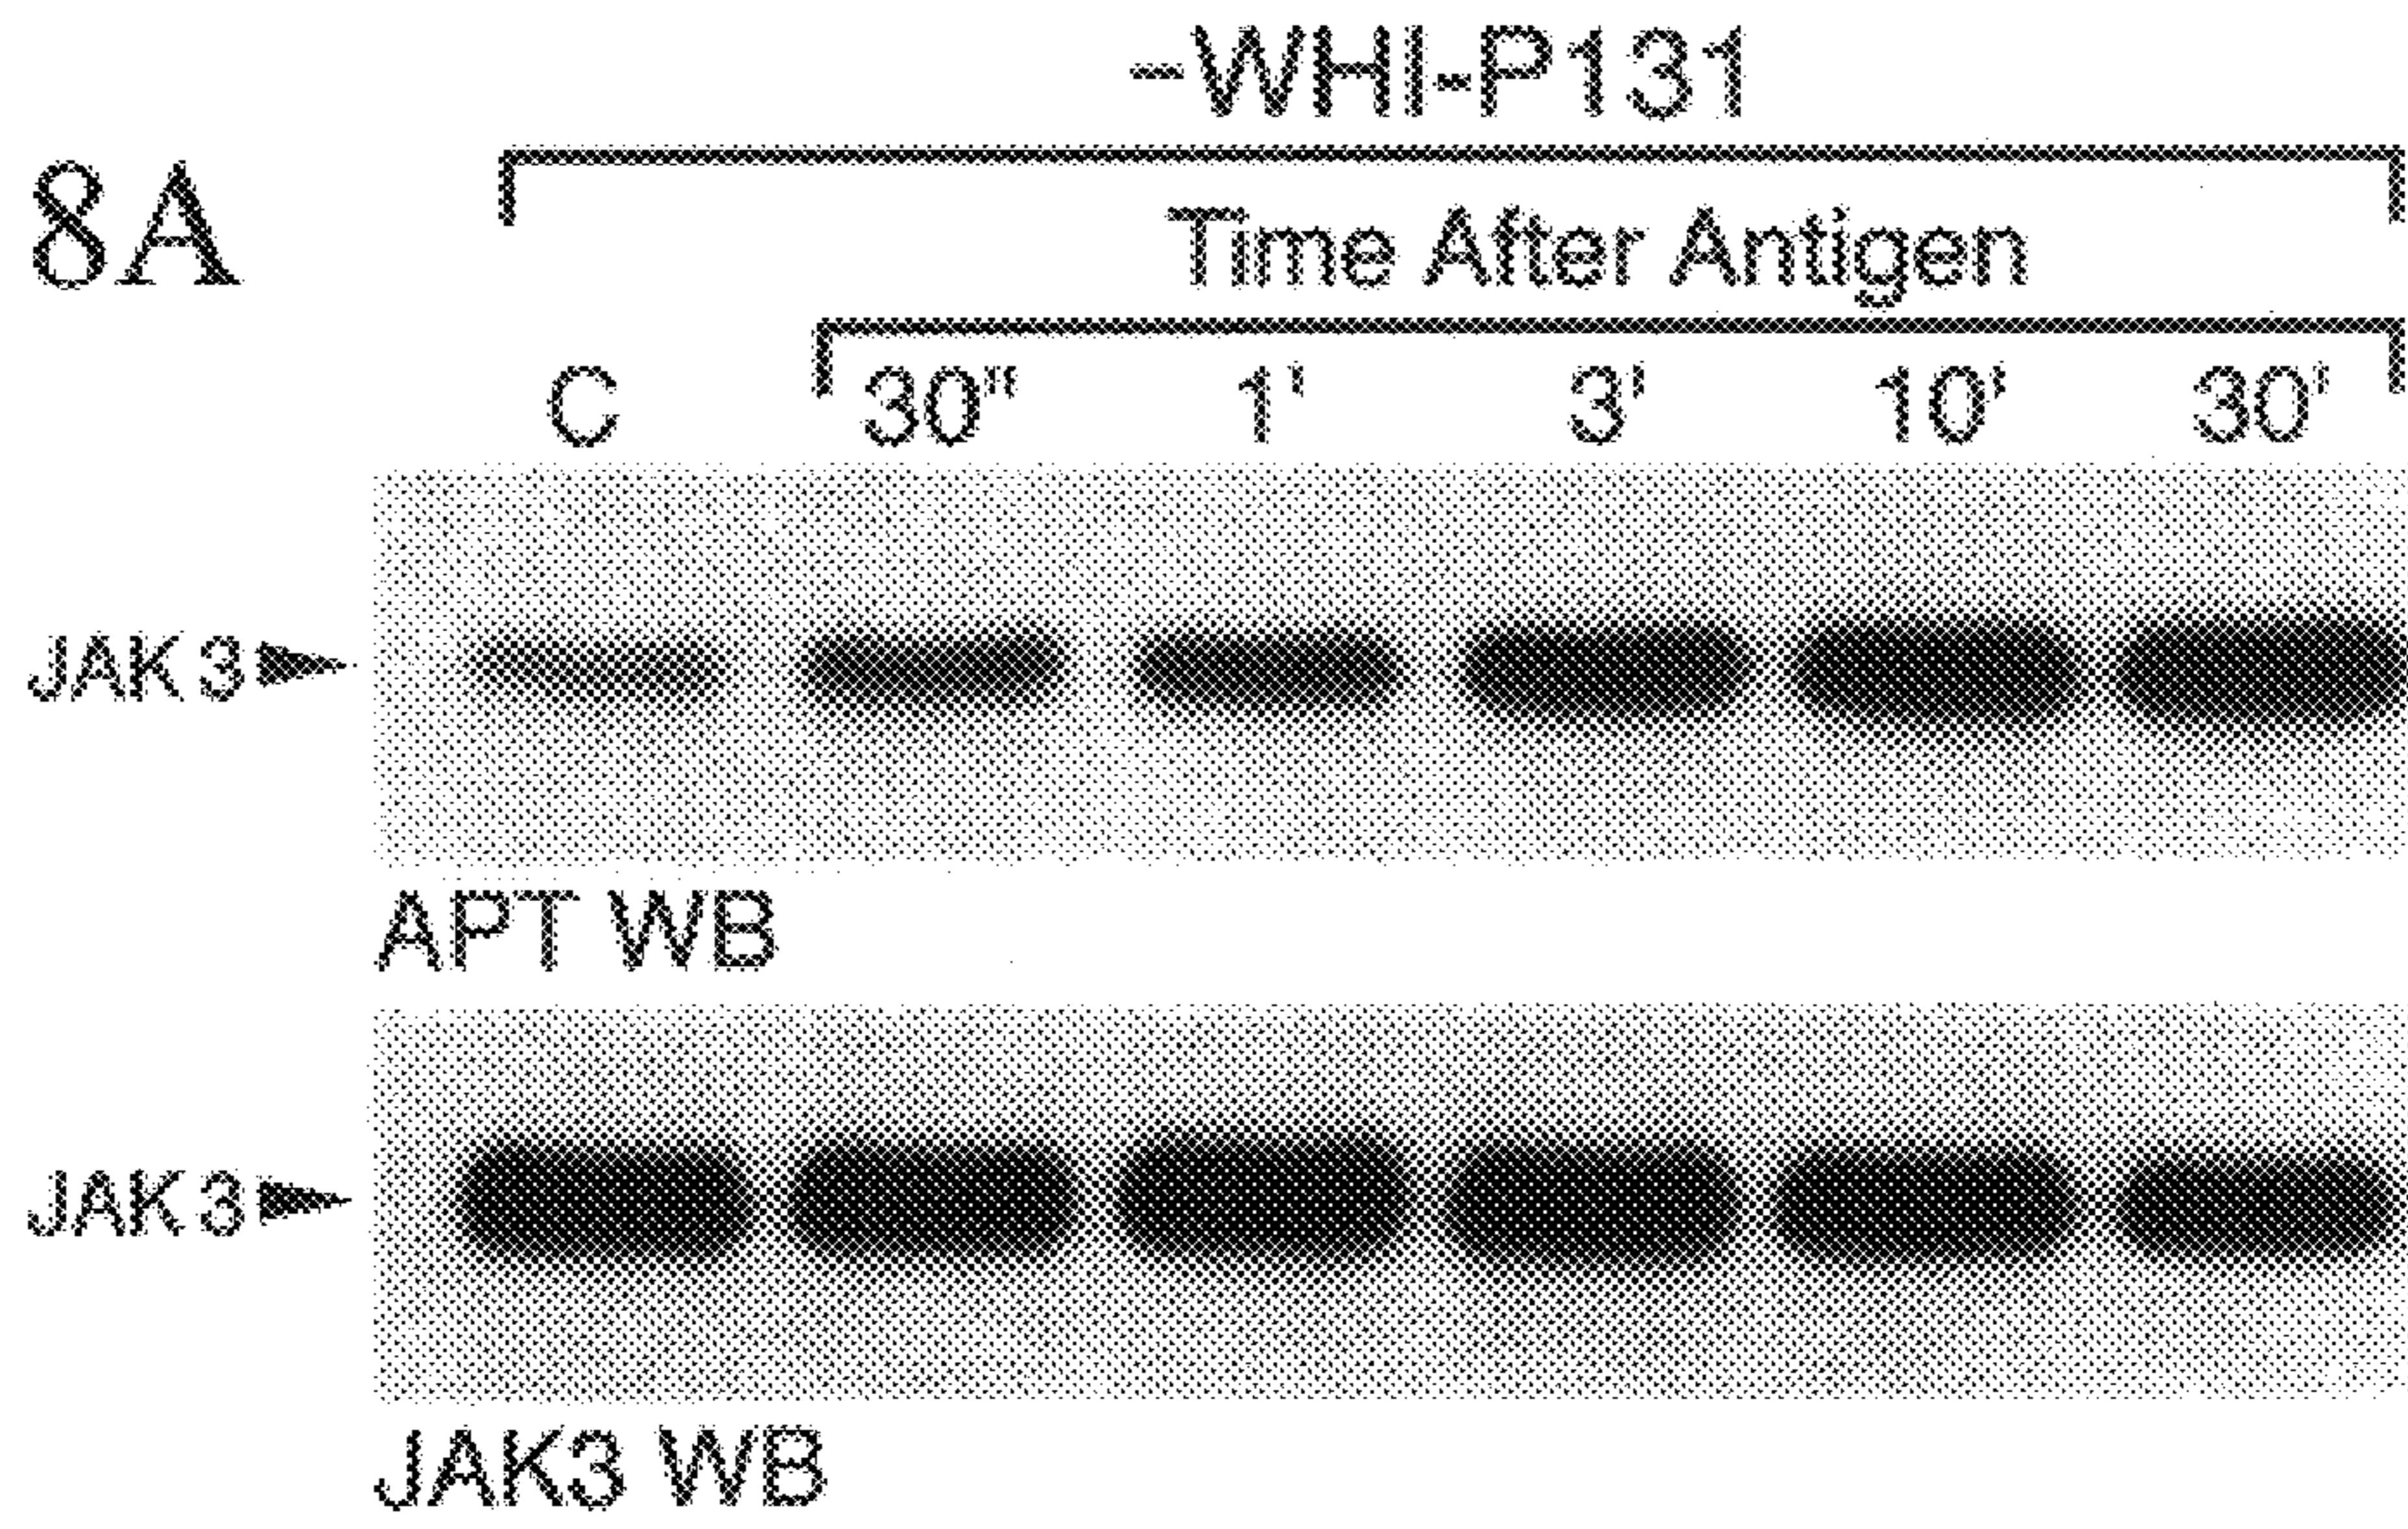 -WHI-P131
8A
Time After Antigen
C 30" 1' 3' 10' 30'
JAK 3
APT WB
JAK 3
JAK3 WB